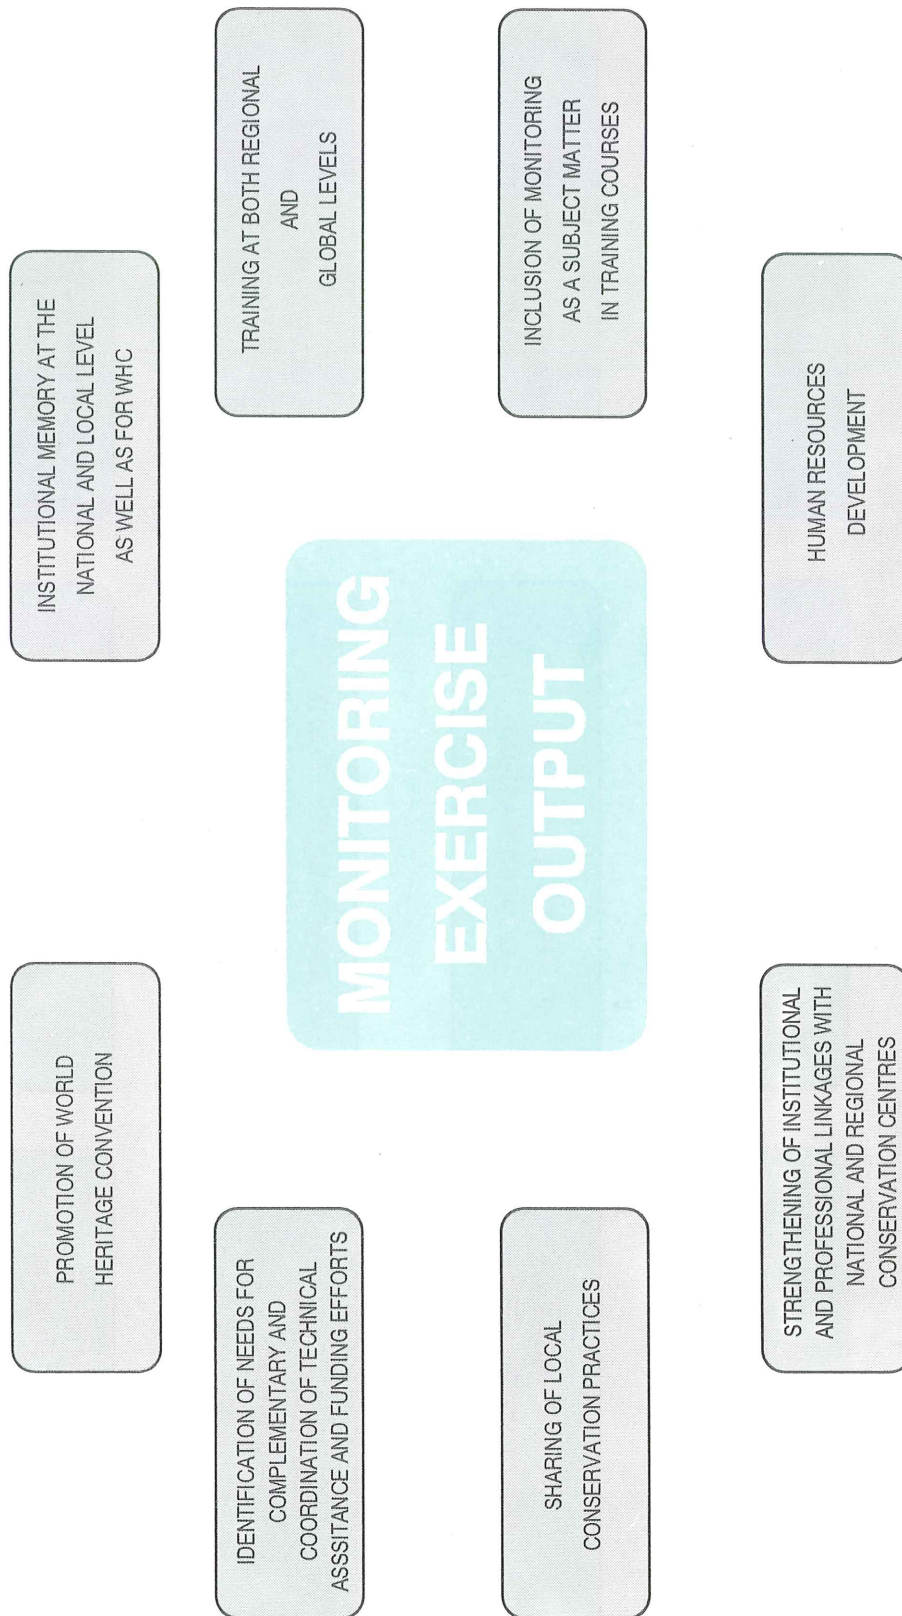 PROMOTION OF WORLD
HERITAGE CONVENTION
INSTITUTIONAL MEMORY AT THE
NATIONAL AND LOCAL LEVEL
AS WELL AS FOR WHC
IDENTIFICATION OF NEEDS FOR
COMPLEMENTARY AND
COORDINATION OF TECHNICAL
ASSSITANCE AND FUNDING EFFORTS
TRAINING AT BOTH REGIONAL
AND
GLOBAL LEVELS
MONITORING
EXERCISE
OUTPUT
SHARING OF LOCAL
CONSERVATION PRACTICES
INCLUSION OF MONITORING
AS A SUBJECT MATTER
IN TRAINING COURSES
STRENGTHENING OF INSTITUTIONAL
AND PROFESSIONAL LINKAGES WITH
NATIONAL AND REGIONAL
CONSERVATION CENTRES
HUMAN RESOURCES
DEVELOPMENT